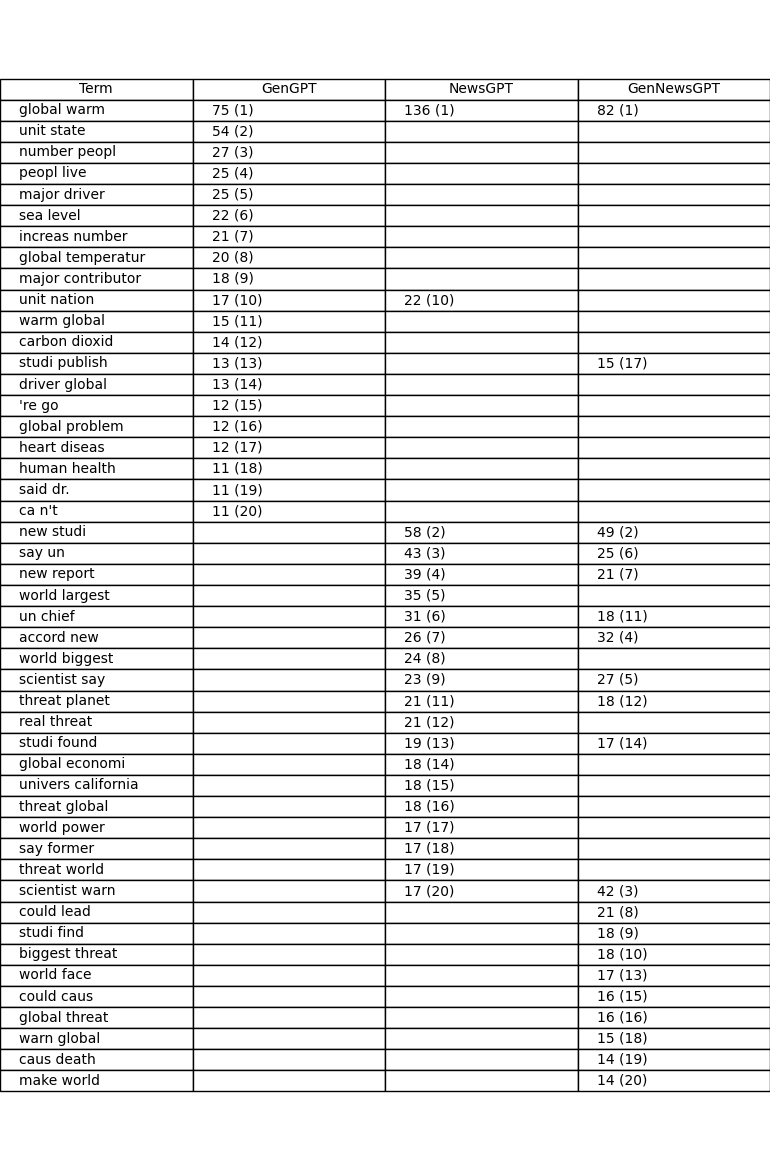 Term GenGPT NewsGPT GenNewsGPT
global warm 75 (1) 136 (1) 82 (1)
unit state 54 (2)
number peopl 27 (3)
peopl live 25 (4)
major driver 25 (5)
sea level 22 (6)
increas number 21 (7)
global temperatur 20 (8)
major contributor 18 (9)
unit nation 17 (10) 22 (10)
warm global 15 (11)
carbon dioxid 14 (12)
studi publish 13 (13) 15 (17)
driver global 13 (14)
're go 12 (15)
global problem 12 (16)
heart diseas 12 (17)
human health 11 (18)
said dr. 11 (19)
ca n't 11 (20)
new studi 58 (2) 49 (2)
say un 43 (3) 25 (6)
new report 39 (4) 21 (7)
world largest 35 (5)
un chief 31 (6) 18 (11)
accord new 26 (7) 32 (4)
world biggest 24 (8)
scientist say 23 (9) 27 (5)
threat planet 21 (11) 18 (12)
real threat 21 (12)
studi found 19 (13) 17 (14)
global economi 18 (14)
univers california 18 (15)
threat global 18 (16)
world power 17 (17)
say former 17 (18)
threat world 17 (19)
scientist warn 17 (20) 42 (3)
could lead 21 (8)
studi find 18 (9)
biggest threat 18 (10)
world face 17 (13)
could caus 16 (15)
global threat 16 (16)
warn global 15 (18)
caus death 14 (19)
make world 14 (20)